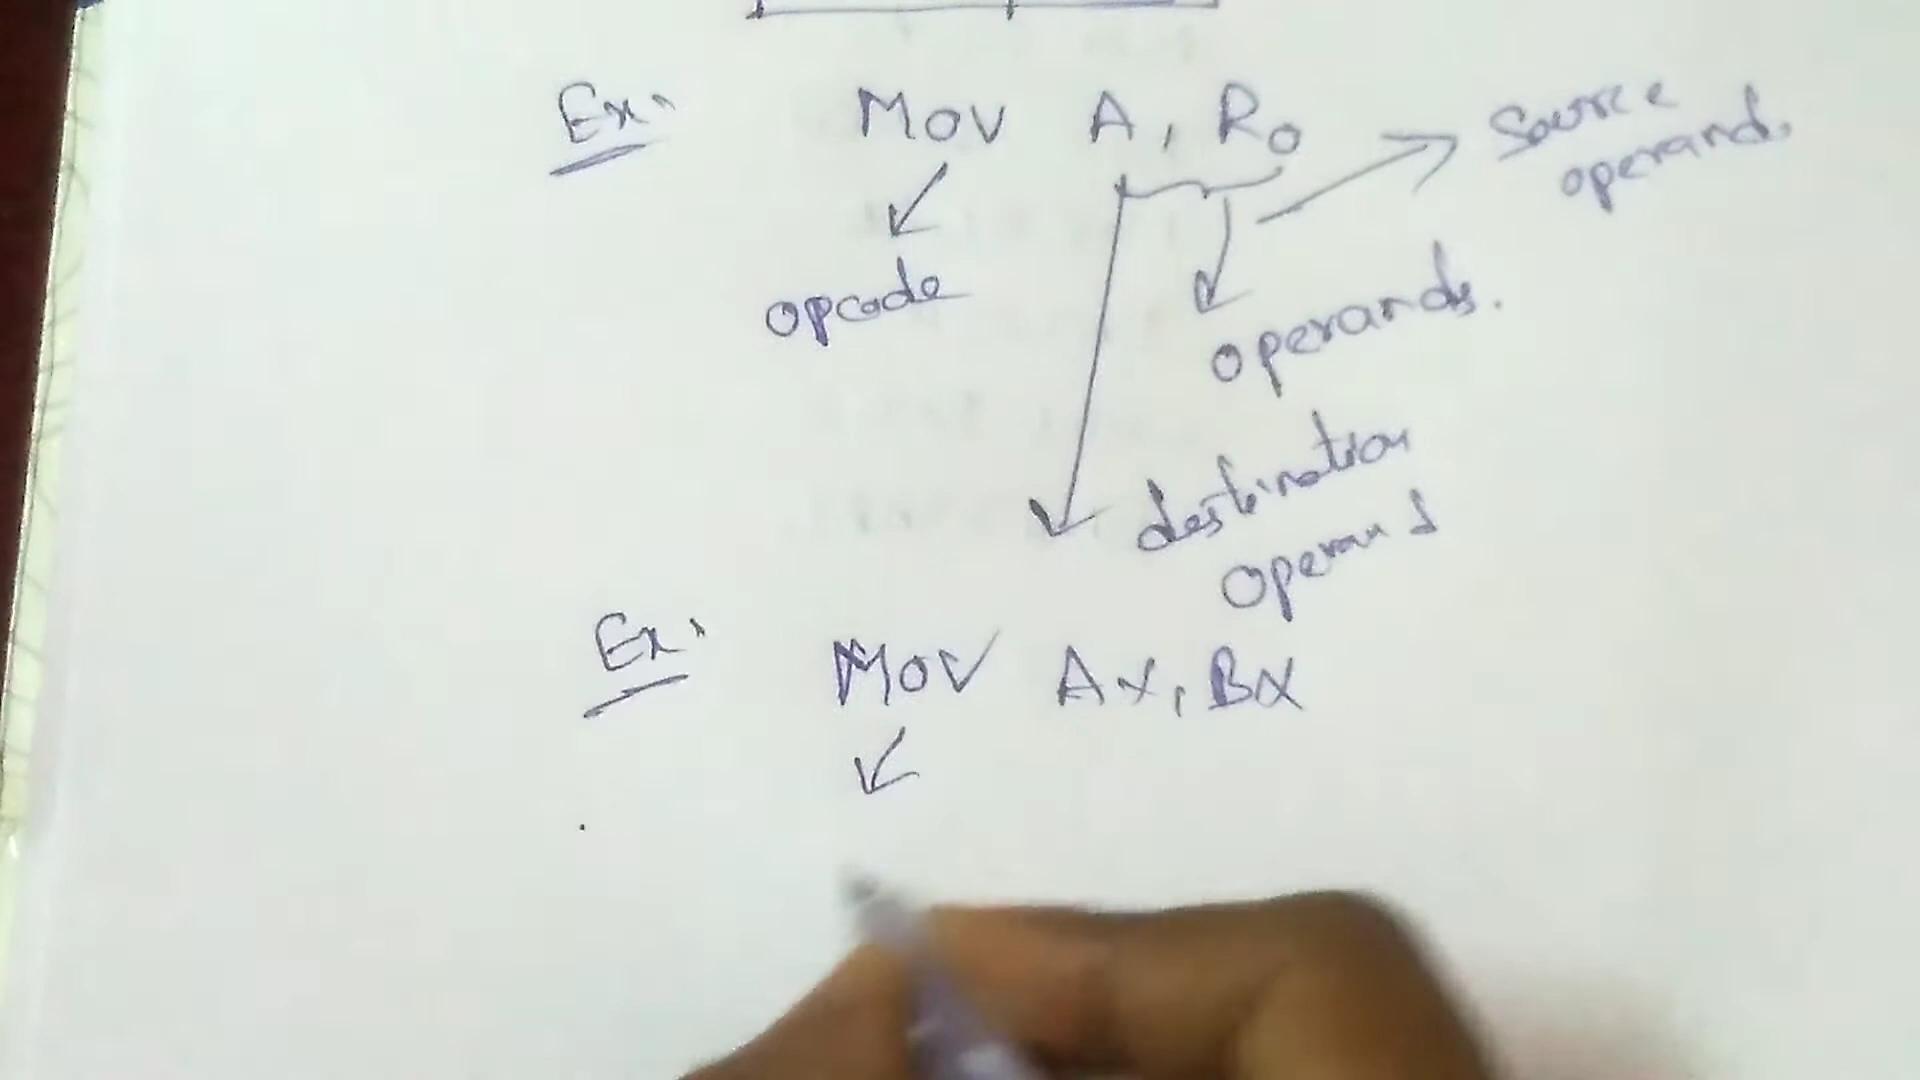 Ex:
MOV A, R0
Source
operand.
opcode
operands.
destination
operand
Ex:
MOV AX, BX